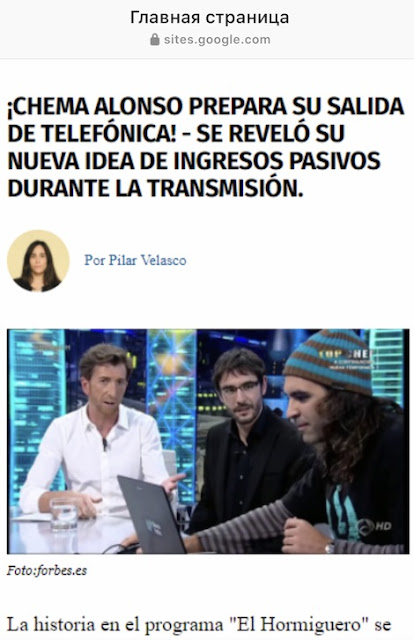 Главная страница
sites.google.com
¡CHEMA ALONSO PREPARA SU SALIDA
DE TELEFÓNICA! - SE REVELÓ SU
NUEVA IDEA DE INGRESOS PASIVOS
DURANTE LA TRANSMISIÓN.
Por Pilar Velasco
HD
Foto:forbes.es
La historia en el programa "El Hormiguero" se